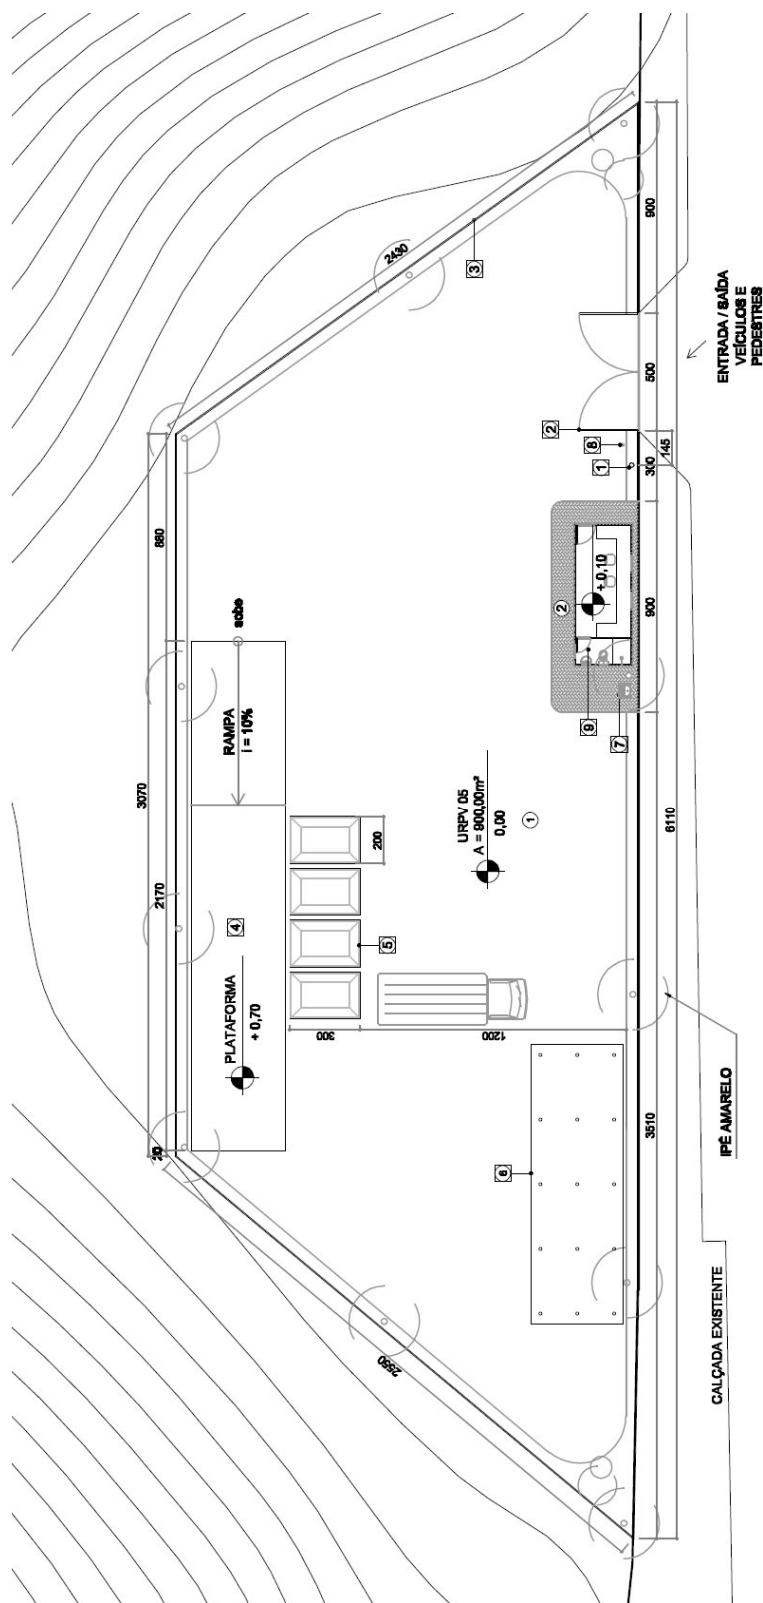 2430
3
900
ENTRADA / SAÍDA
VEÍCULOS E
PEDESTRES
500
2
8
1
300
145
880
sobe
RAMPA
i = 10%
3070
2170
900
+ 0,10
2
9
7
URPV 05
A = 900,00m²
0,00
1
6110
200
4
5
PLATAFORMA
+ 0,70
300
1200
3510
IPÊ AMARELO
20
6
2550
CALÇADA EXISTENTE